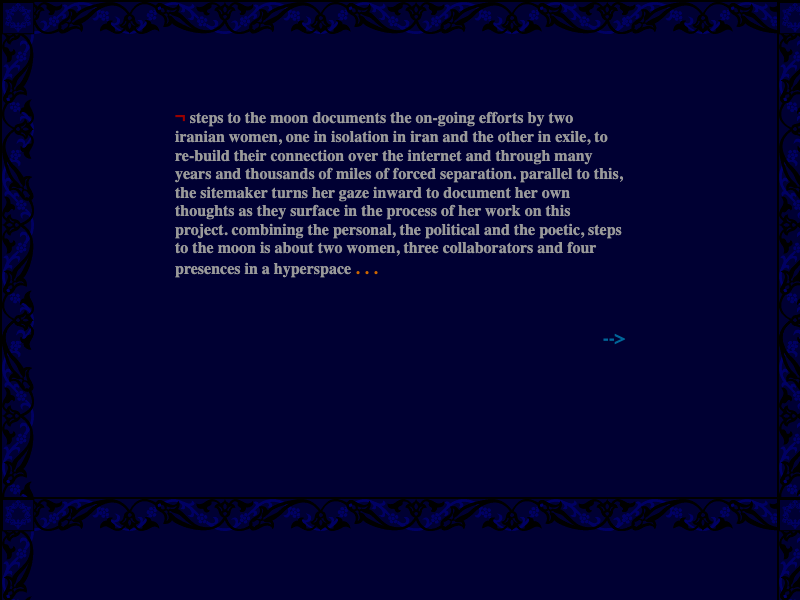 ¬ steps to the moon documents the on-going efforts by two
iranian women, one in isolation in iran and the other in exile, to
re-build their connection over the internet and through many
years and thousands of miles of forced separation. parallel to this,
the sitemaker turns her gaze inward to document her own
thoughts as they surface in the process of her work on this
project. combining the personal, the political and the poetic, steps
to the moon is about two women, three collaborators and four
presences in a hyperspace . . .
-->